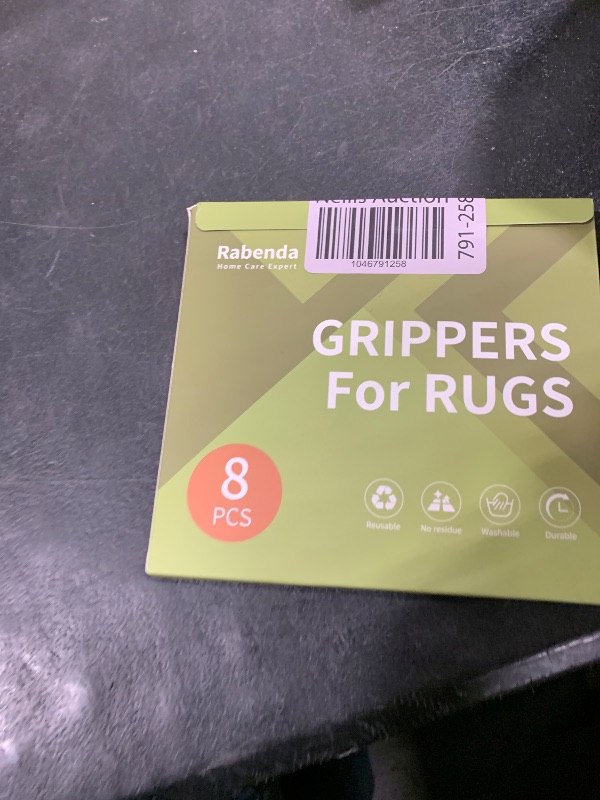 Nellis Auction
791-258
1046791258
Rabenda
Home Care Expert
GRIPPERS
For RUGS
8
PCS
Reusable
No residue
Washable
Durable